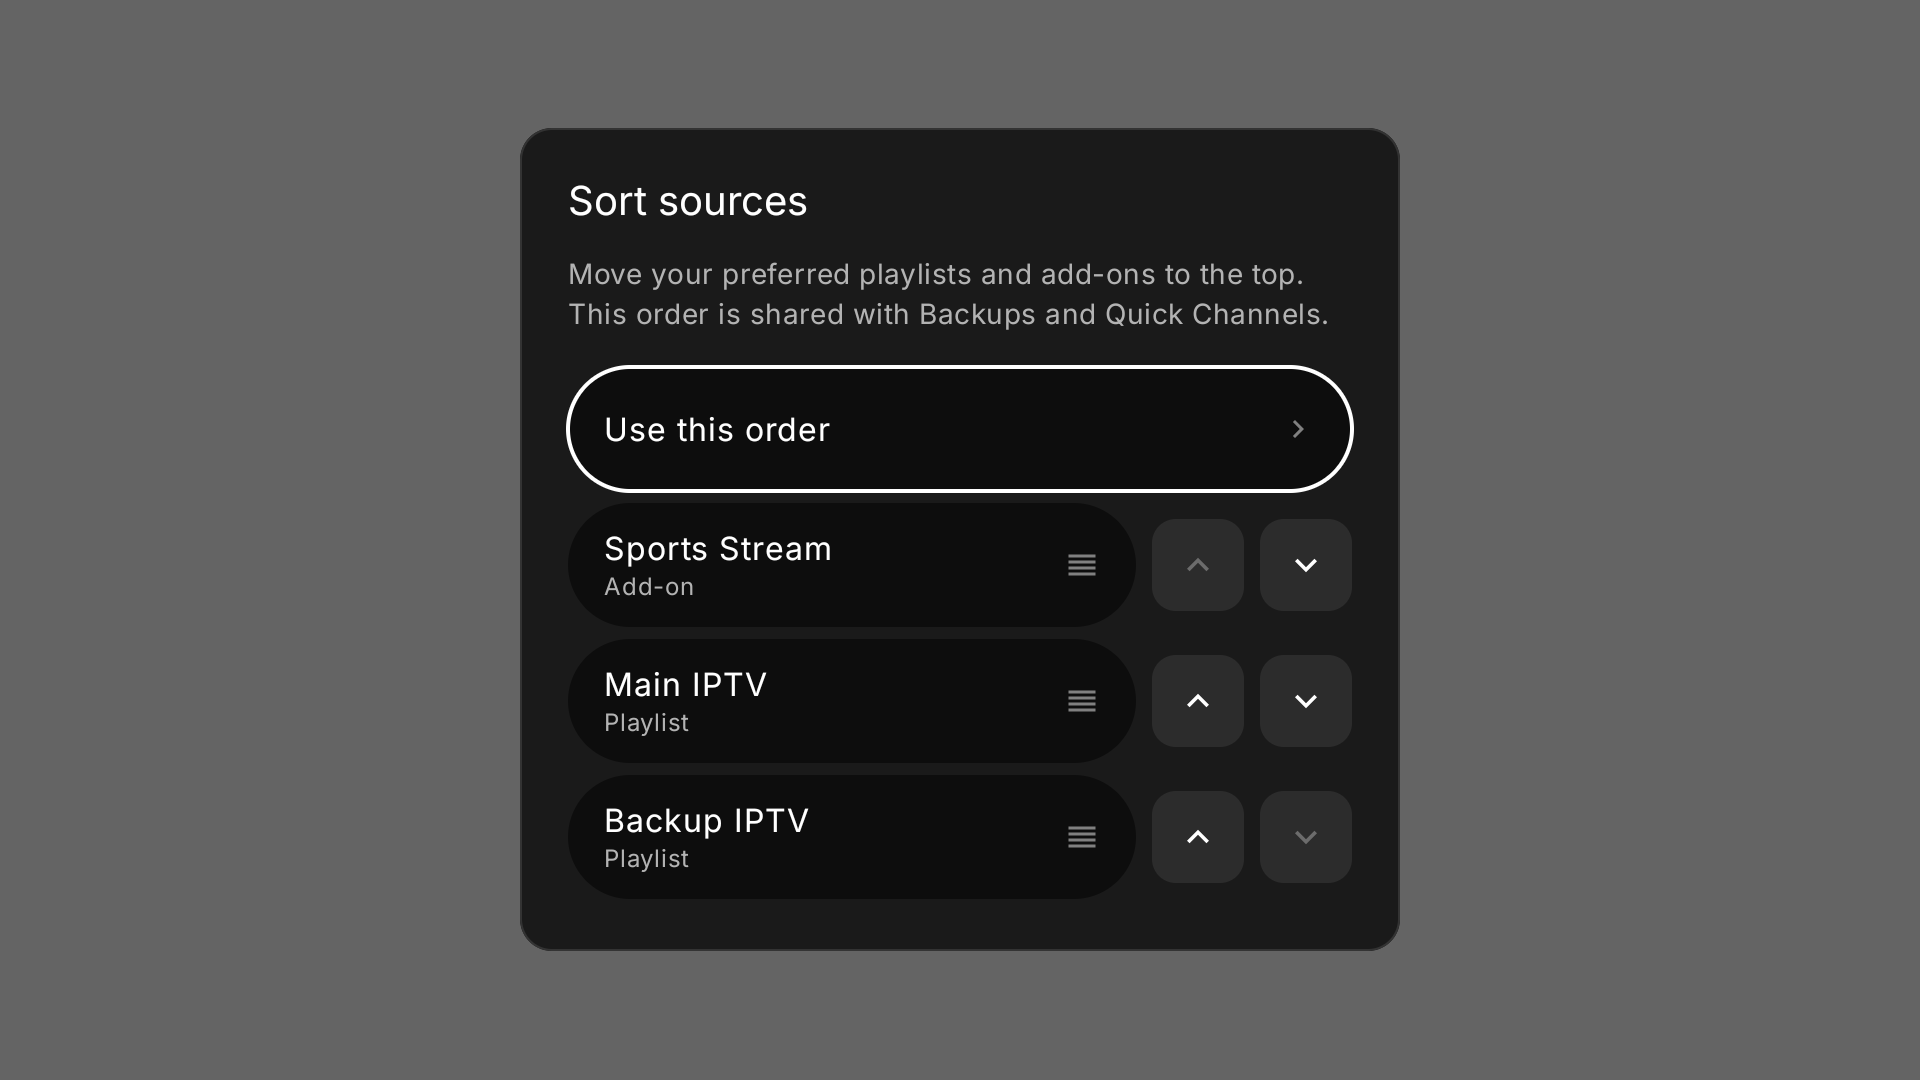 Sort sources
Move your preferred playlists and add-ons to the top.
This order is shared with Backups and Quick Channels.
Use this order
Sports Stream
Add-on
Main IPTV
Playlist
Backup IPTV
Playlist